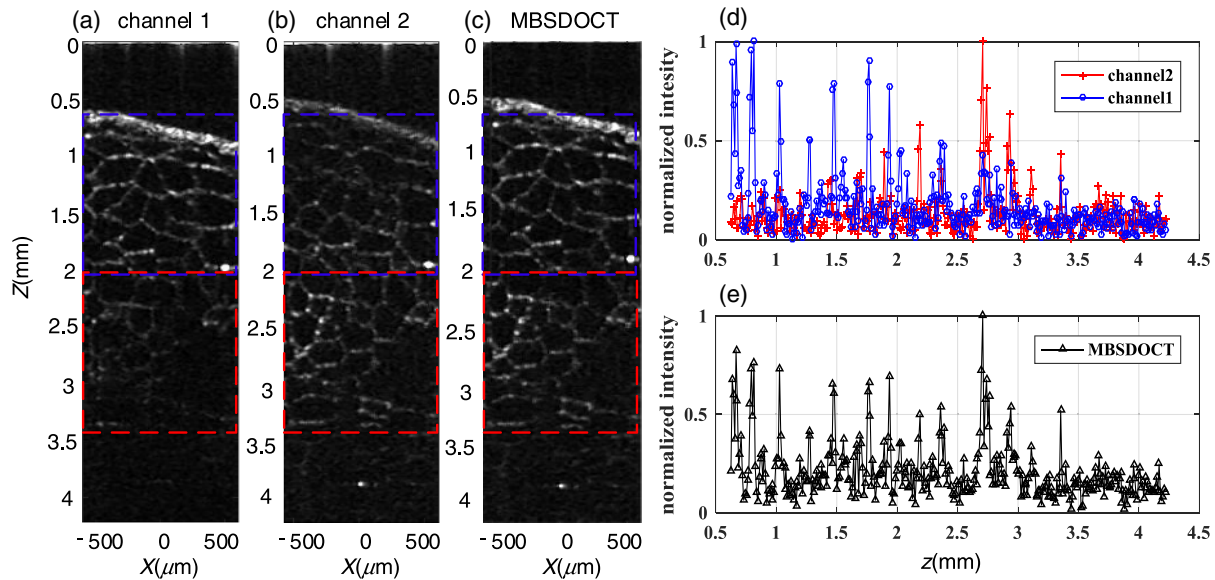 (a) channel 1
(b) channel 2
(c) MBSDOCT
0
0.5
1
1.5
2
2.5
3
3.5
4
Z(mm)
-500 0 500
X(μm)
0
0.5
1
1.5
2
2.5
3
3.5
4
-500 0 500
X(μm)
0
0.5
1
1.5
2
2.5
3
3.5
4
-500 0 500
X(μm)
(d)
normalized intensity
1
0.5
0
channel2
channel1
0.5 1 1.5 2 2.5 3 3.5 4 4.5
(e)
normalized intensity
1
0.5
0
MBSDOCT
0.5 1 1.5 2 2.5 3 3.5 4 4.5
z(mm)